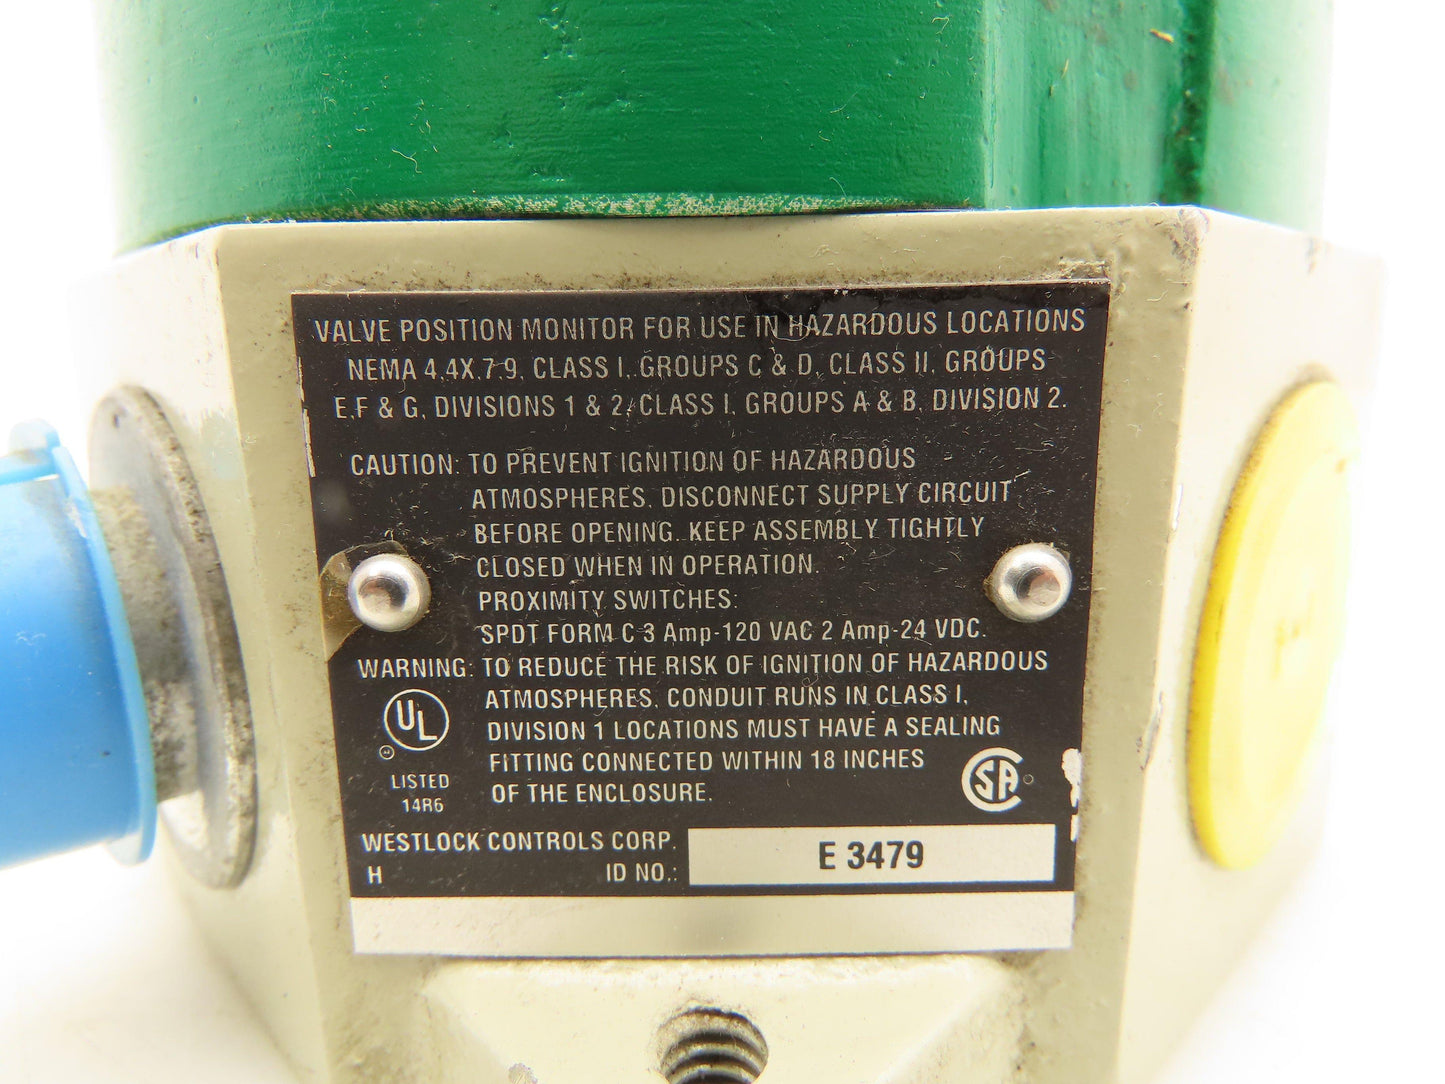 VALVE POSITION MONITOR FOR USE IN HAZARDOUS LOCATIONS
NEMA 4,4X,7,9, CLASS I, GROUPS C & D, CLASS II, GROUPS
E,F & G, DIVISIONS 1 & 2, CLASS I, GROUPS A & B, DIVISION 2.
CAUTION: TO PREVENT IGNITION OF HAZARDOUS
ATMOSPHERES, DISCONNECT SUPPLY CIRCUIT
BEFORE OPENING. KEEP ASSEMBLY TIGHTLY
CLOSED WHEN IN OPERATION.
PROXIMITY SWITCHES:
SPDT FORM C 3 Amp-120 VAC 2 Amp-24 VDC.
WARNING: TO REDUCE THE RISK OF IGNITION OF HAZARDOUS
ATMOSPHERES, CONDUIT RUNS IN CLASS I,
DIVISION 1 LOCATIONS MUST HAVE A SEALING
FITTING CONNECTED WITHIN 18 INCHES
OF THE ENCLOSURE.
UL
LISTED
14R6
CSA
WESTLOCK CONTROLS CORP.
H ID NO.: E 3479